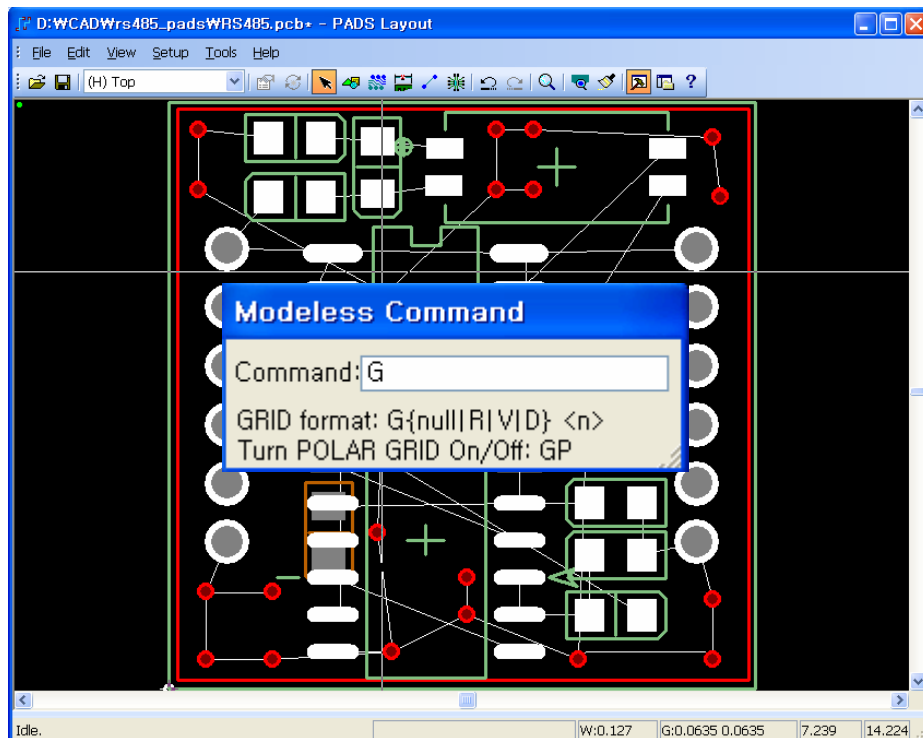 D:₩CAD₩rs485_pads₩RS485.pcb* - PADS Layout
File Edit View Setup Tools Help
(H) Top
Modeless Command
Command: G
GRID format: G{null|R|V|D} <n>
Turn POLAR GRID On/Off: GP
Idle. W:0.127 G:0.0635 0.0635 7.239 14.224